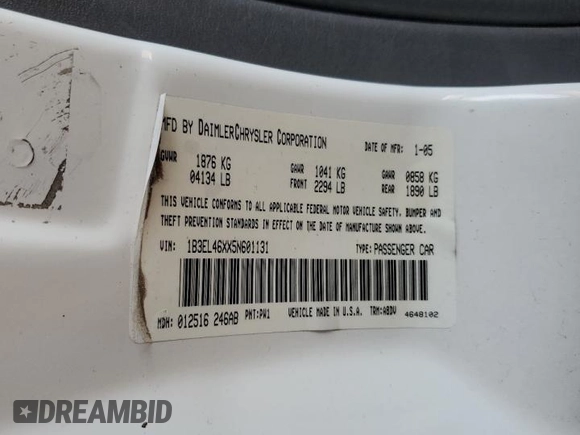 MFD BY DAIMLERCHRYSLER CORPORATION DATE OF MFR: 1-05
GVWR 1876 KG 04134 LB GAWR FRONT 1041 KG 2294 LB GAWR REAR 0858 KG 1890 LB
THIS VEHICLE CONFORMS TO ALL APPLICABLE FEDERAL MOTOR VEHICLE SAFETY, BUMPER AND
THEFT PREVENTION STANDARDS IN EFFECT ON THE DATE OF MANUFACTURE SHOWN ABOVE.
VIN: 1B3EL46XX5N601131 TYPE: PASSENGER CAR
MDH: 012516 246AB PNT: PW1 VEHICLE MADE IN U.S.A. TRM: A8DV 4648102
DREAMBID